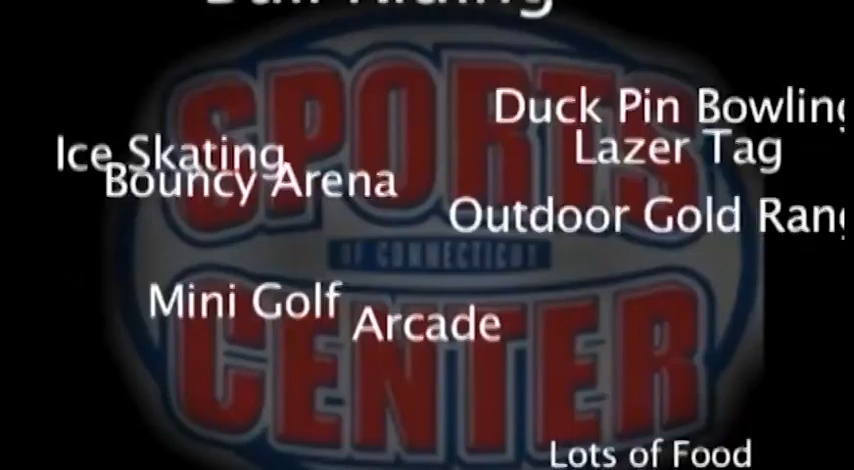 Duck Pin Bowling
Lazer Tag
Ice Skating
Bouncy Arena
Outdoor Gold Rang
Mini Golf
Arcade
Lots of Food
SPORTS
OF CONNECTICUT
CENTER